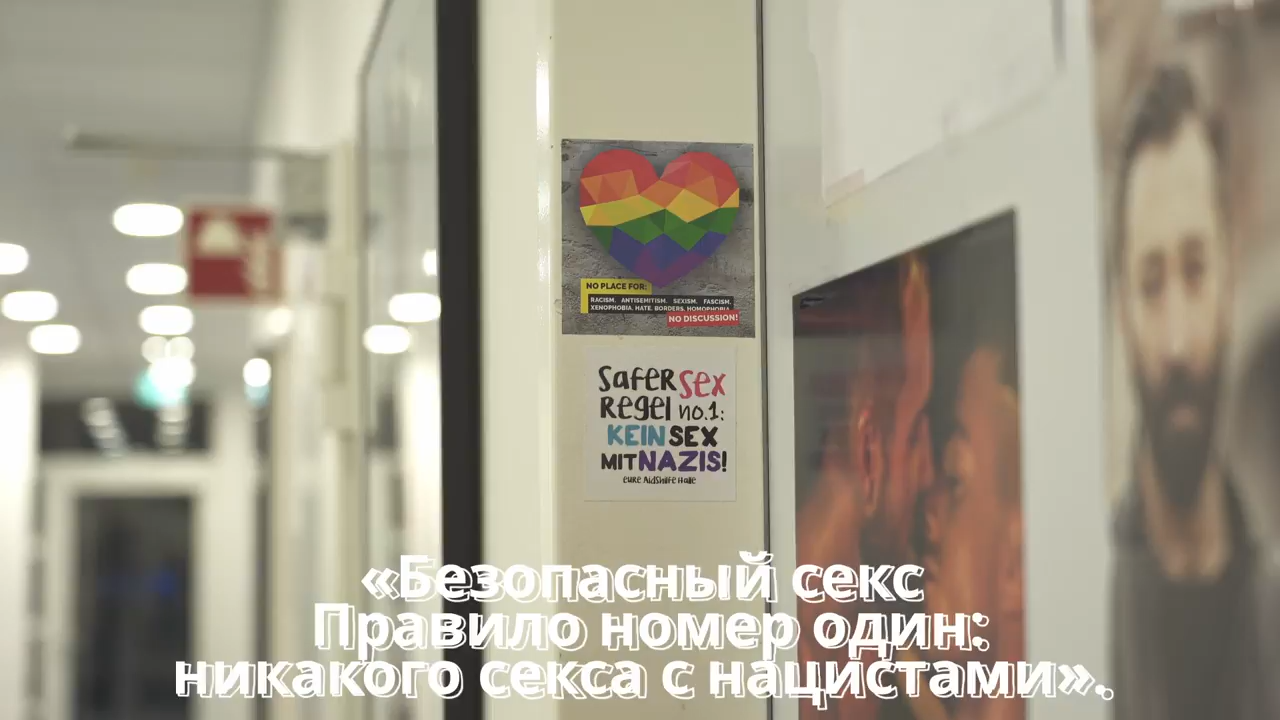 NO PLACE FOR:
RACISM. ANTISEMITISM. SEXISM. FASCISM.
XENOPHOBIA. HATE. BORDERS. HOMOPHOBIA.
NO DISCUSSION!
Safer Sex
Regel no.1:
KEIN SEX
MIT NAZIS!
eure Aidshilfe Halle
«Безопасный секс
Правило номер один:
никакого секса с нацистами».